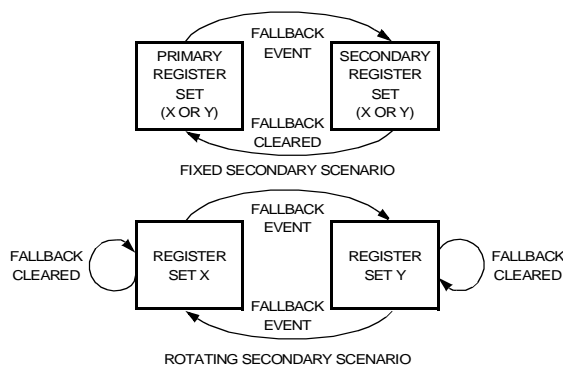 FALLBACK
EVENT
PRIMARY
REGISTER
SET
(X OR Y)
SECONDARY
REGISTER
SET
(X OR Y)
FALLBACK
CLEARED
FIXED SECONDARY SCENARIO
FALLBACK
EVENT
FALLBACK
CLEARED
REGISTER
SET X
REGISTER
SET Y
FALLBACK
CLEARED
FALLBACK
EVENT
ROTATING SECONDARY SCENARIO